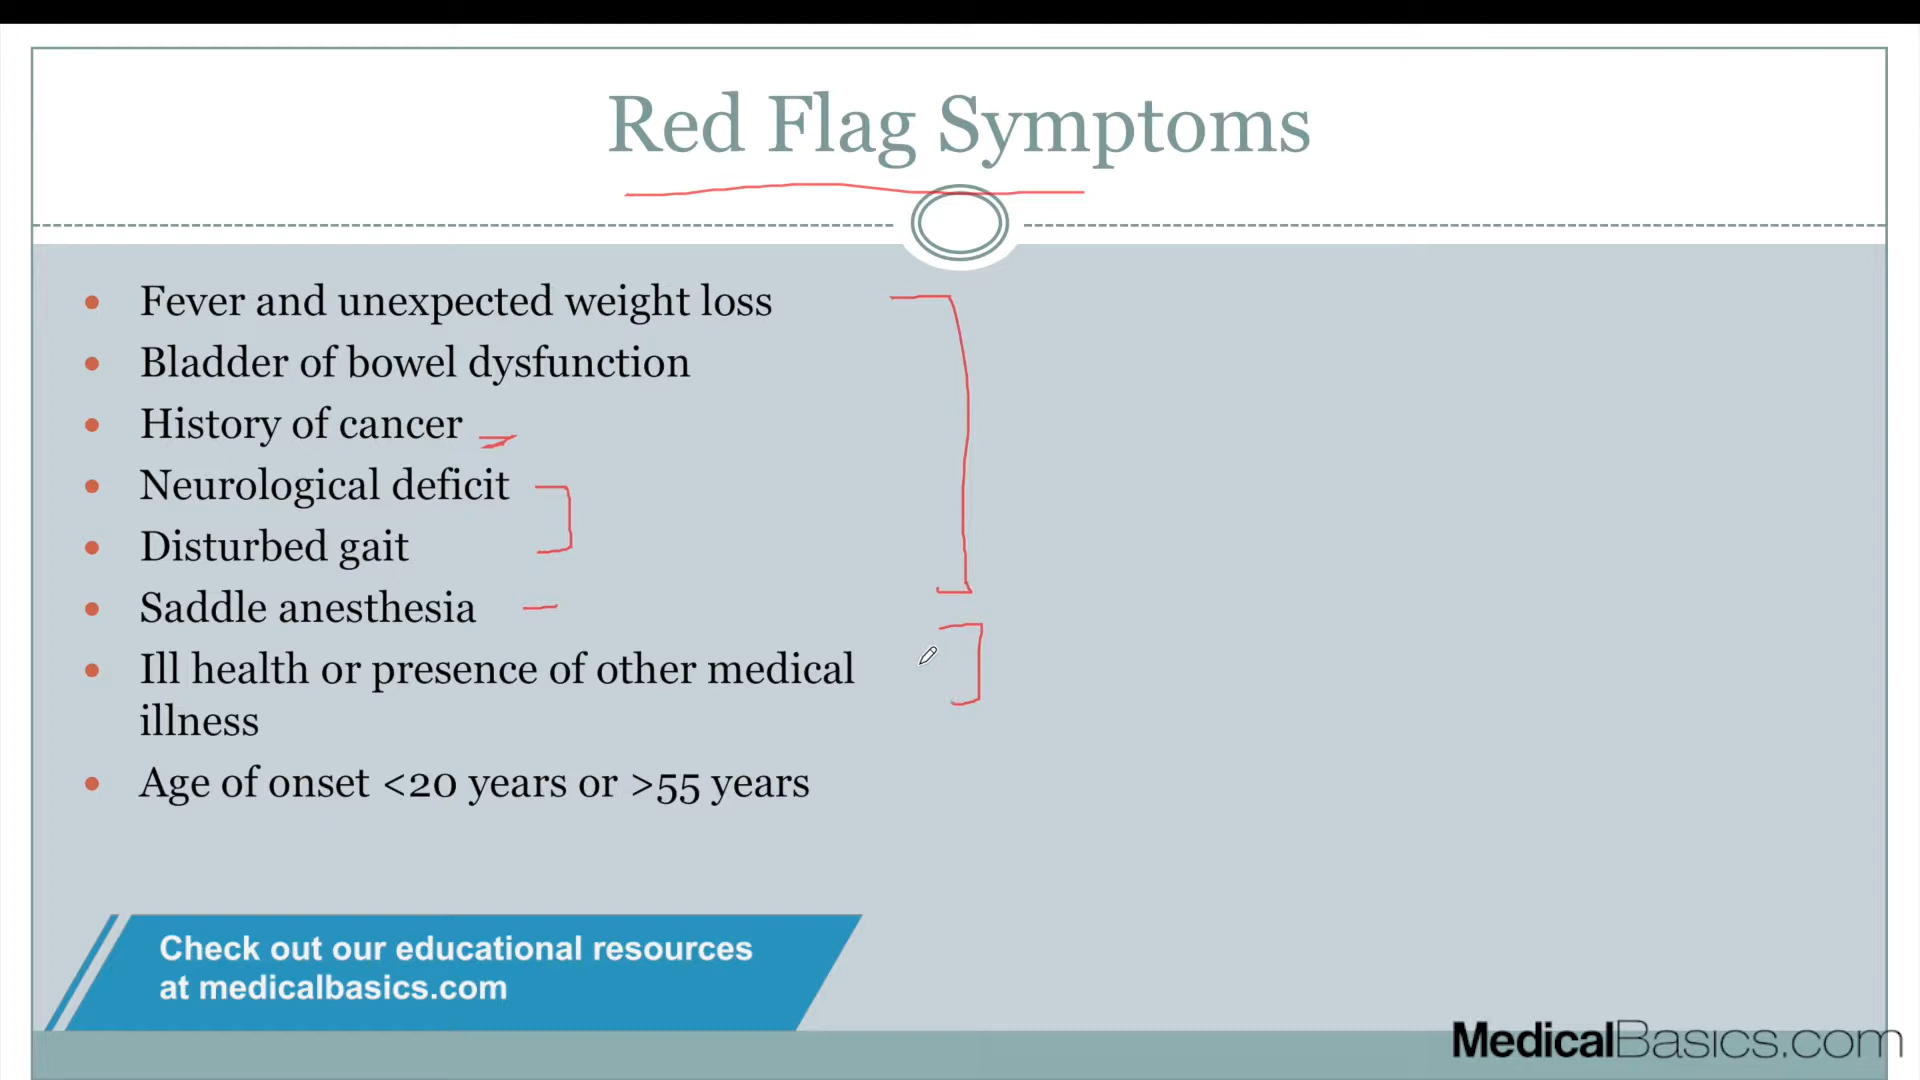 Red Flag Symptoms
Fever and unexpected weight loss
Bladder of bowel dysfunction
History of cancer
Neurological deficit
Disturbed gait
Saddle anesthesia
Ill health or presence of other medical
illness
Age of onset <20 years or >55 years
Check out our educational resources
at medicalbasics.com
MedicalBasics.com